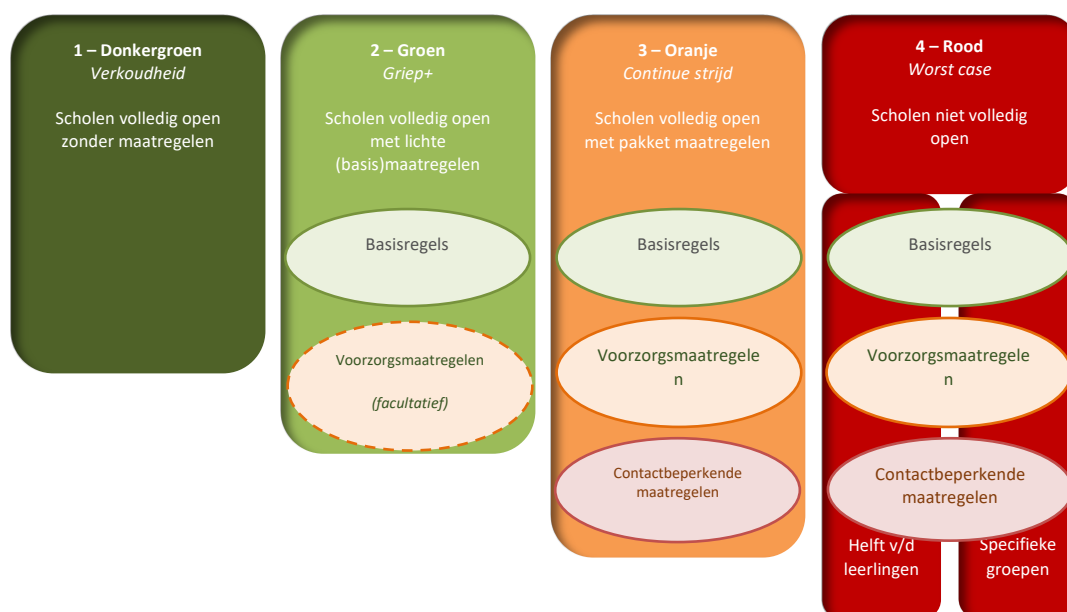 1 – Donkergroen
Verkoudheid
Scholen volledig open
zonder maatregelen
2 – Groen
Griep+
Scholen volledig open
met lichte
(basis)maatregelen
Basisregels
Voorzorgsmaatregelen
(facultatief)
3 – Oranje
Continue strijd
Scholen volledig open
met pakket maatregelen
Basisregels
Voorzorgsmaatregele
n
Contactbeperkende
maatregelen
4 – Rood
Worst case
Scholen niet volledig
open
Basisregels
Voorzorgsmaatregele
n
Contactbeperkende
maatregelen
Helft v/d
leerlingen
Specifieke
groepen